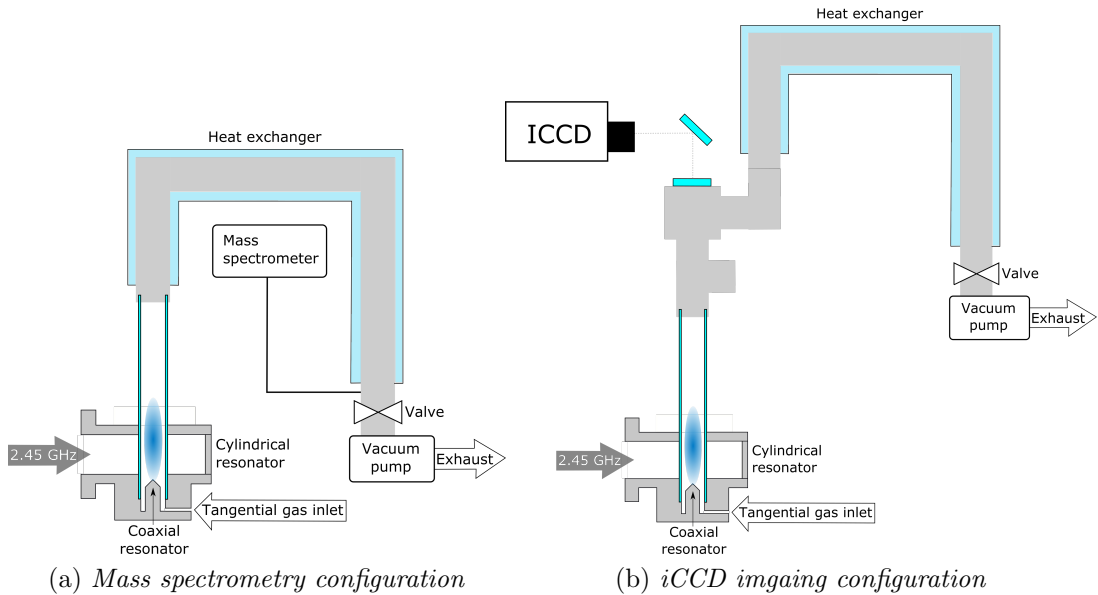 Heat exchanger
Mass
spectrometer
Valve
Vacuum
pump
Exhaust
2.45 GHz
Cylindrical
resonator
Tangential gas inlet
Coaxial
resonator
(a) Mass spectrometry configuration
Heat exchanger
ICCD
Valve
Vacuum
pump
Exhaust
2.45 GHz
Cylindrical
resonator
Tangential gas inlet
Coaxial
resonator
(b) iCCD imgaing configuration